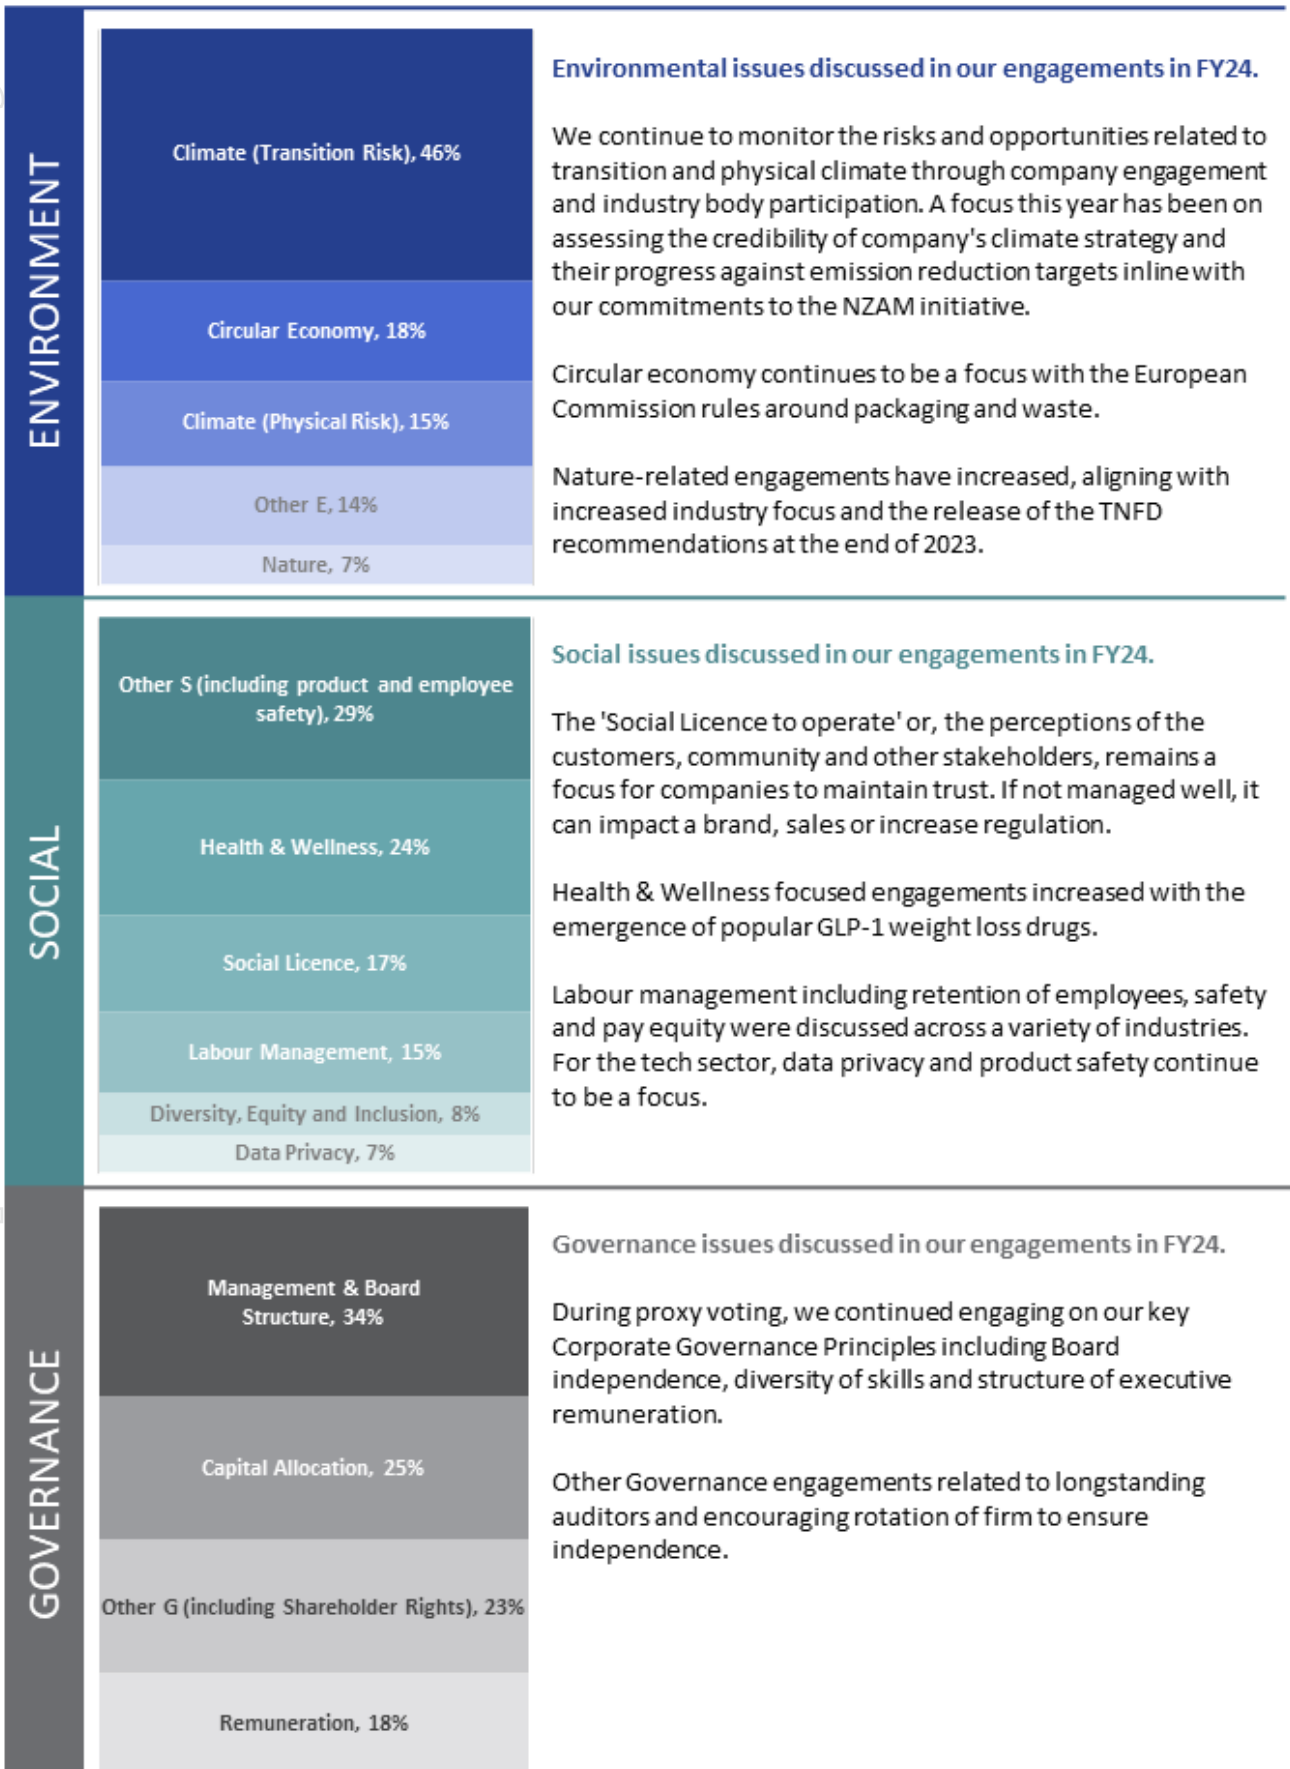 ENVIRONMENT
Climate (Transition Risk), 46%
Circular Economy, 18%
Climate (Physical Risk), 15%
Other E, 14%
Nature, 7%
Environmental issues discussed in our engagements in FY24.
We continue to monitor the risks and opportunities related to
transition and physical climate through company engagement
and industry body participation. A focus this year has been on
assessing the credibility of company's climate strategy and
their progress against emission reduction targets inline with
our commitments to the NZAM initiative.
Circular economy continues to be a focus with the European
Commission rules around packaging and waste.
Nature-related engagements have increased, aligning with
increased industry focus and the release of the TNFD
recommendations at the end of 2023.
SOCIAL
Other S (including product and employee
safety), 29%
Health & Wellness, 24%
Social Licence, 17%
Labour Management, 15%
Diversity, Equity and Inclusion, 8%
Data Privacy, 7%
Social issues discussed in our engagements in FY24.
The 'Social Licence to operate' or, the perceptions of the
customers, community and other stakeholders, remains a
focus for companies to maintain trust. If not managed well, it
can impact a brand, sales or increase regulation.
Health & Wellness focused engagements increased with the
emergence of popular GLP-1 weight loss drugs.
Labour management including retention of employees, safety
and pay equity were discussed across a variety of industries.
For the tech sector, data privacy and product safety continue
to be a focus.
GOVERNANCE
Management & Board
Structure, 34%
Capital Allocation, 25%
Other G (including Shareholder Rights), 23%
Remuneration, 18%
Governance issues discussed in our engagements in FY24.
During proxy voting, we continued engaging on our key
Corporate Governance Principles including Board
independence, diversity of skills and structure of executive
remuneration.
Other Governance engagements related to longstanding
auditors and encouraging rotation of firm to ensure
independence.